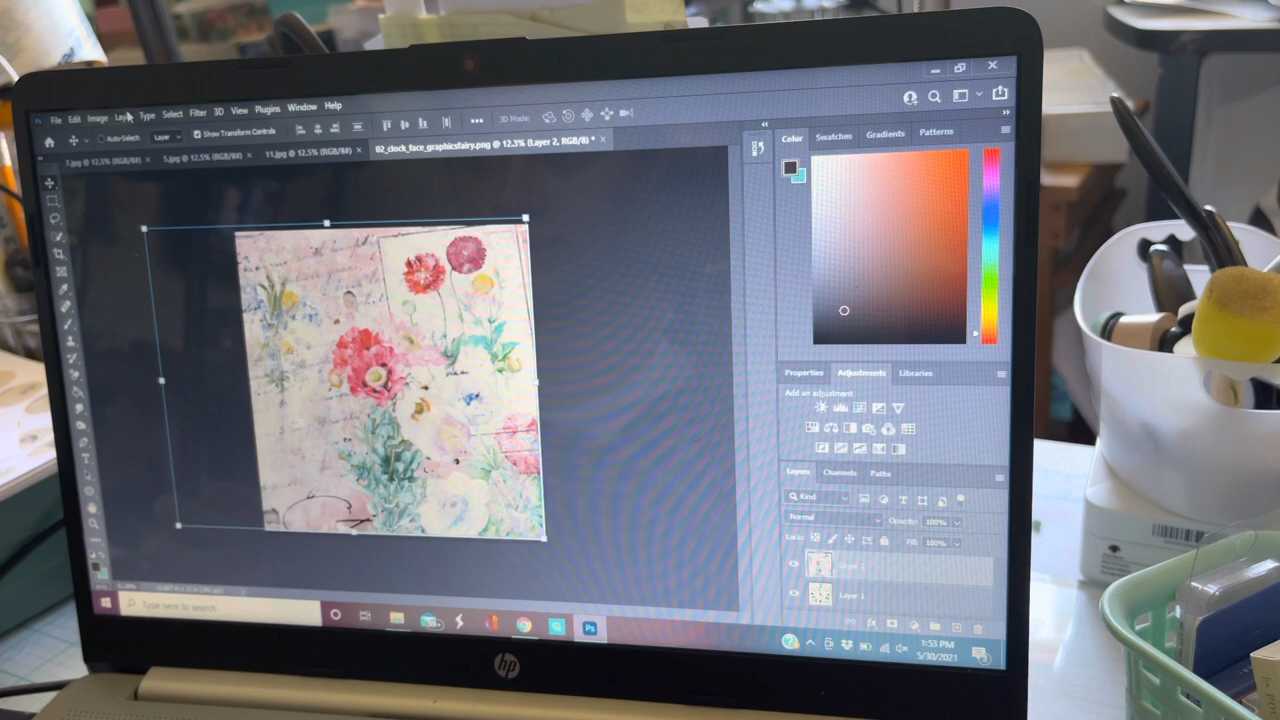 Ps File Edit Image Layer Type Select Filter 3D View Plugins Window Help
Auto-Select: Layer Show Transform Controls 3D Mode:
7.jpg @ 12.5% (RGB/8#) × 5.jpg @ 12.5% (RGB/8#) × 11.jpg @ 12.5% (RGB/8#) × 02_clock_face_graphicsfairy.png @ 12.3% (Layer 2, RGB/8) * ×
Color Swatches Gradients Patterns
Properties Adjustments Libraries
Add an adjustment
Layers Channels Paths
Kind
Normal Opacity: 100%
Lock: Fill: 100%
Layer
Layer 1
Type here to search
Ps
1:53 PM
5/30/2021
hp